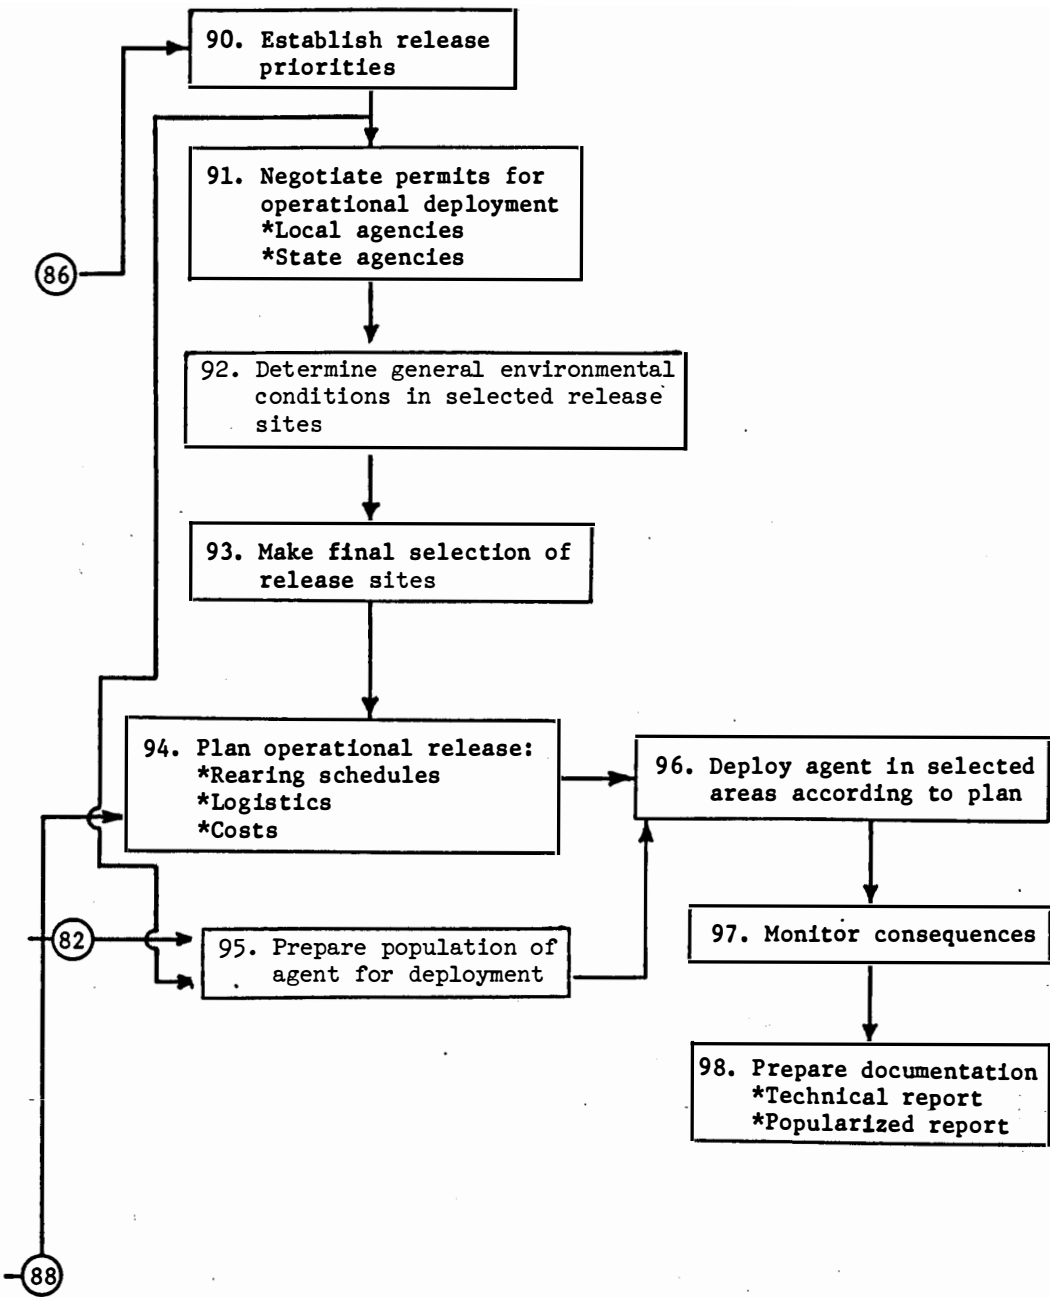 90. Establish release
priorities
91. Negotiate permits for
operational deployment
*Local agencies
*State agencies
86
92. Determine general environmental
conditions in selected release
sites
93. Make final selection of
release sites
94. Plan operational release:
*Rearing schedules
*Logistics
*Costs
96. Deploy agent in selected
areas according to plan
82
95. Prepare population of
agent for deployment
97. Monitor consequences
98. Prepare documentation
*Technical report
*Popularized report
88